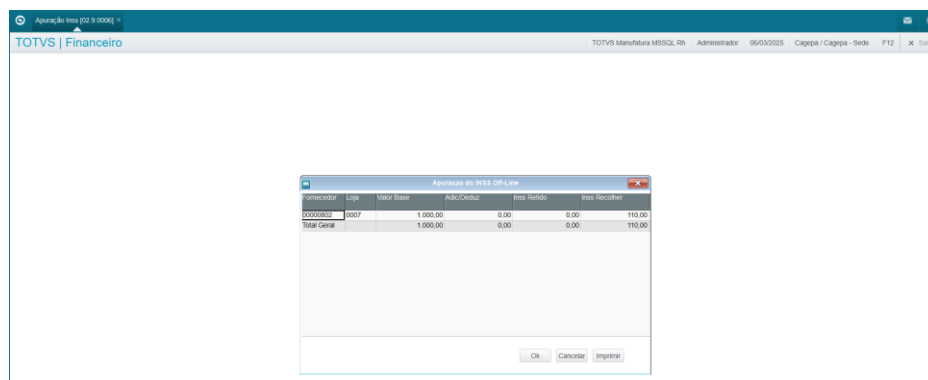 Apuração Inss [02.9.0006] ×
TOTVS | Financeiro
TOTVS Manufatura MSSQL Rh Administrador 06/03/2025 Cagepa / Cagepa - Sede F12 x
Apuracao do INSS Off-Line
Fornecedor Loja Valor Base Adic/Deduz Inss Retido Inss Recolher
00000802 0007 1.000,00 0,00 0,00 110,00
Total Geral 1.000,00 0,00 0,00 110,00
Ok Cancelar Imprimir